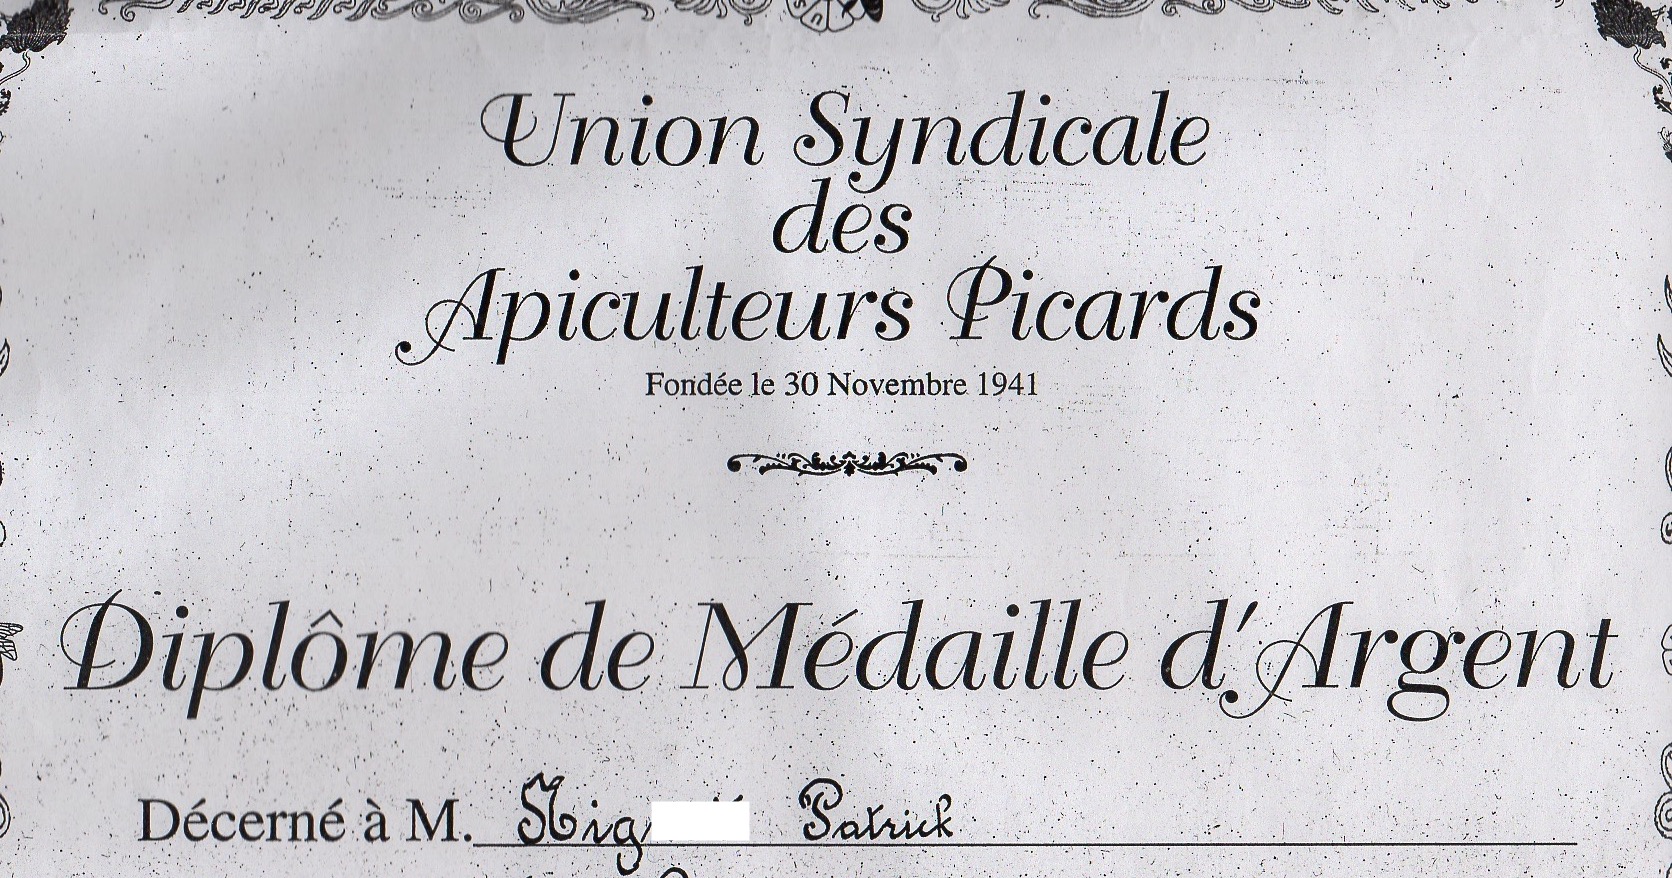 Union Syndicale
des
Apiculteurs Picards
Fondée le 30 Novembre 1941
Diplôme de Médaille d'Argent
Décerné à M. Patrick